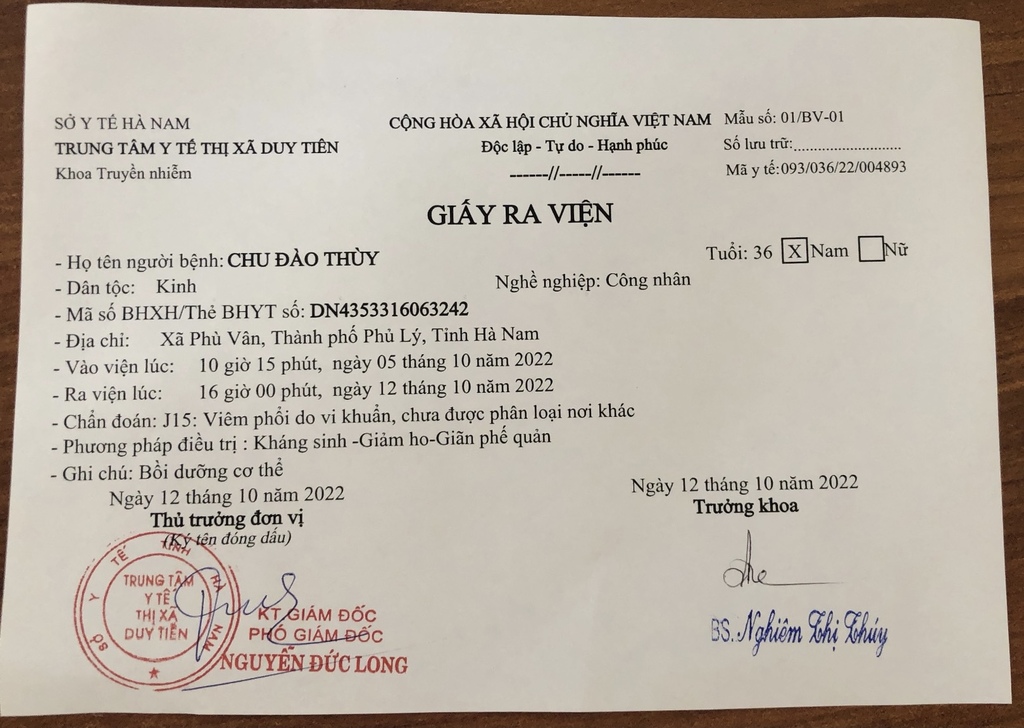 SỞ Y TẾ HÀ NAM
TRUNG TÂM Y TẾ THỊ XÃ DUY TIÊN
Khoa Truyền nhiễm
CỘNG HÒA XÃ HỘI CHỦ NGHĨA VIỆT NAM
Độc lập - Tự do - Hạnh phúc
------//-----//------
Mẫu số: 01/BV-01
Số lưu trữ:...........................
Mã y tế:093/036/22/004893
GIẤY RA VIỆN
- Họ tên người bệnh: CHU ĐÀO THÙY
Tuổi: 36 X Nam Nữ
- Dân tộc: Kinh
Nghề nghiệp: Công nhân
- Mã số BHXH/Thẻ BHYT số: DN4353316063242
- Địa chỉ: Xã Phù Vân, Thành phố Phủ Lý, Tỉnh Hà Nam
- Vào viện lúc: 10 giờ 15 phút, ngày 05 tháng 10 năm 2022
- Ra viện lúc: 16 giờ 00 phút, ngày 12 tháng 10 năm 2022
- Chẩn đoán: J15: Viêm phổi do vi khuẩn, chưa được phân loại nơi khác
- Phương pháp điều trị : Kháng sinh -Giảm ho-Giãn phế quản
- Ghi chú: Bồi dưỡng cơ thể
Ngày 12 tháng 10 năm 2022
Thủ trưởng đơn vị
(Ký tên đóng dấu)
SỞ Y TẾ TỈNH HÀ NAM
TRUNG TÂM
Y TẾ
THỊ XÃ
DUY TIÊN
KT GIÁM ĐỐC
PHÓ GIÁM ĐỐC
NGUYỄN ĐỨC LONG
Ngày 12 tháng 10 năm 2022
Trưởng khoa
BS. Nghiêm Thị Thúy